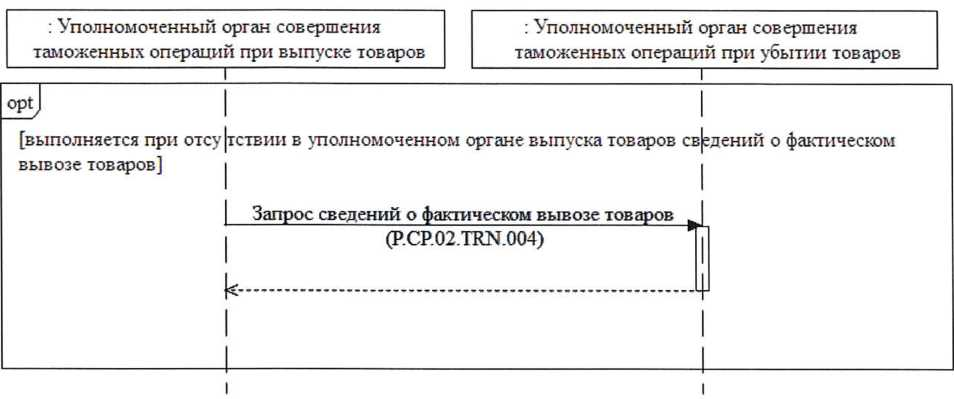 : Уполномоченный орган совершения
таможенных операций при выпуске товаров
: Уполномоченный орган совершения
таможенных операций при убытии товаров
opt
[выполняется при отсутствии в уполномоченном органе выпуска товаров сведений о фактическом
вывозе товаров]
Запрос сведений о фактическом вывозе товаров
(P.CP.02.TRN.004)